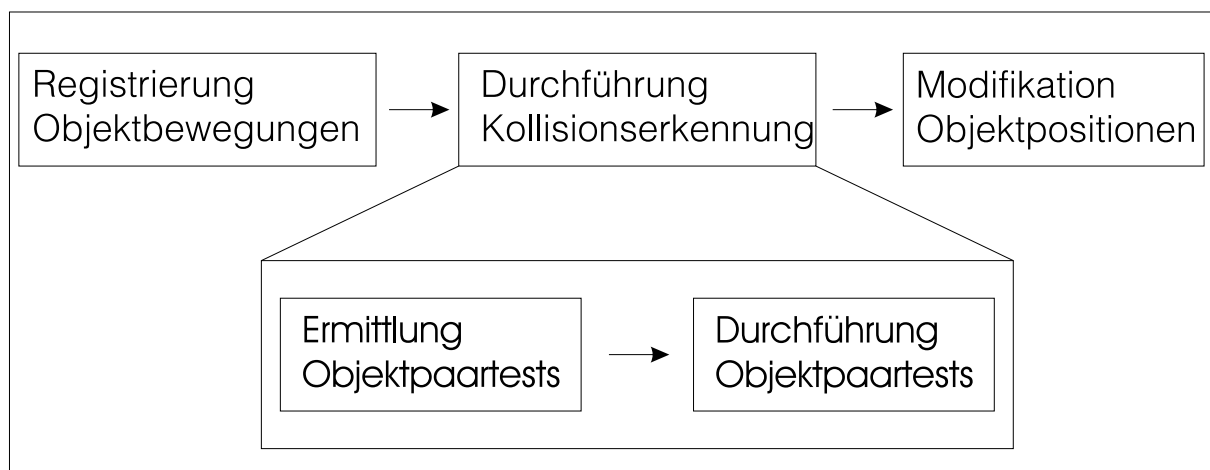 Registrierung
Objektbewegungen
Durchführung
Kollisionserkennung
Modifikation
Objektpositionen
Ermittlung
Objektpaartests
Durchführung
Objektpaartests